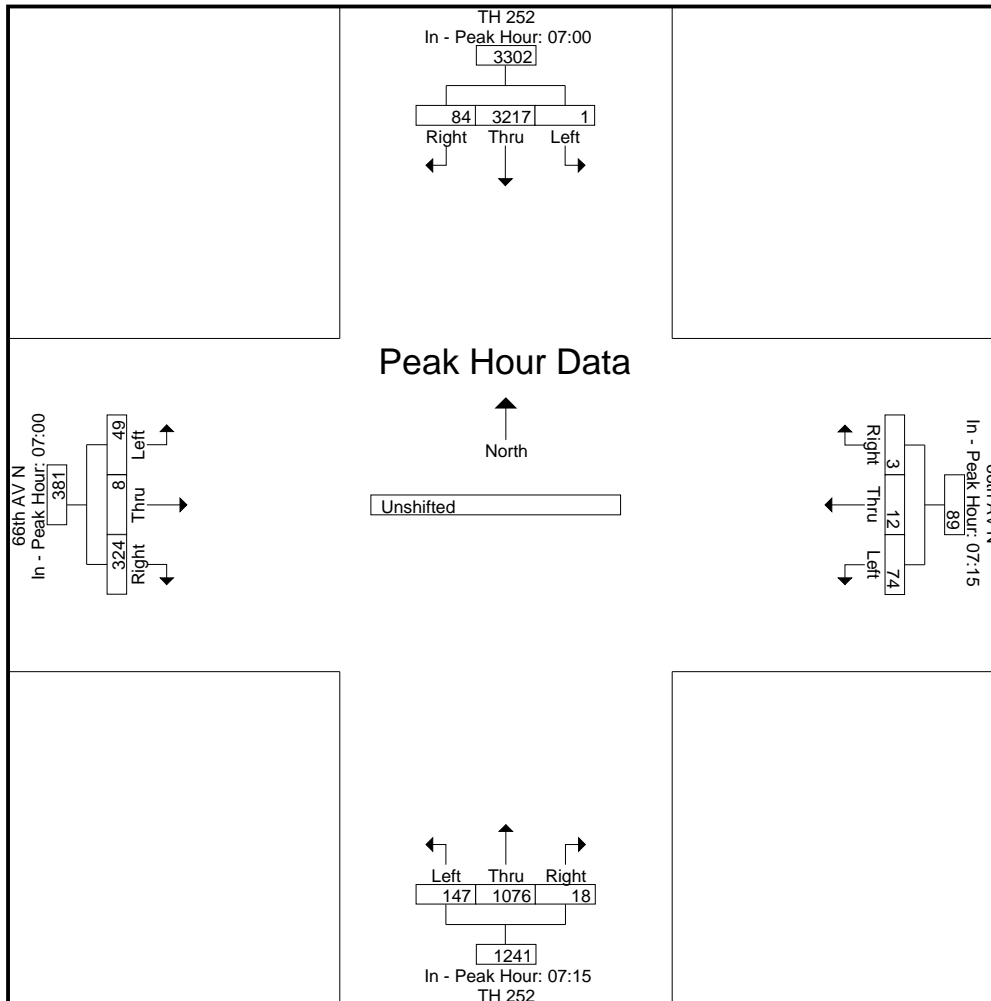 TH 252
In - Peak Hour: 07:00
3302
84 3217 1
Right Thru Left
Peak Hour Data
North
Unshifted
66th AV N
In - Peak Hour: 07:00
381
49 8 324
Left Thru Right
AV N
In - Peak Hour: 07:15
89
3 12 74
Right Thru Left
Left Thru Right
147 1076 18
1241
In - Peak Hour: 07:15
TH 252